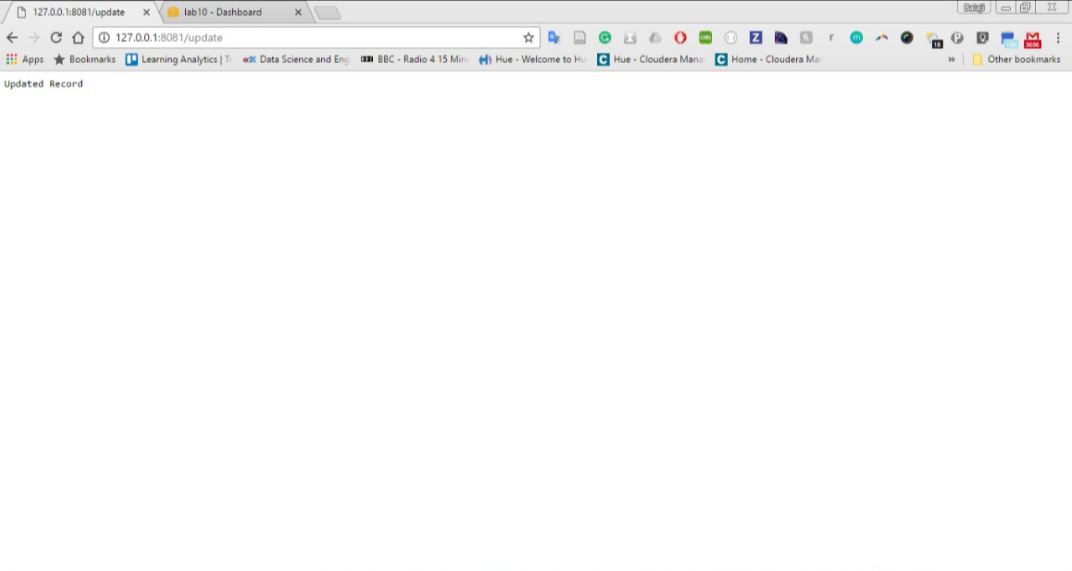 127.0.0.1:8081/update
lab10 - Dashboard
127.0.0.1:8081/update
Apps
Bookmarks
Learning Analytics | Tr
Data Science and Eng
BBC - Radio 4 15 Min
Hue - Welcome to Hu
Hue - Cloudera Mana
Home - Cloudera Ma
»
Other bookmarks
Updated Record